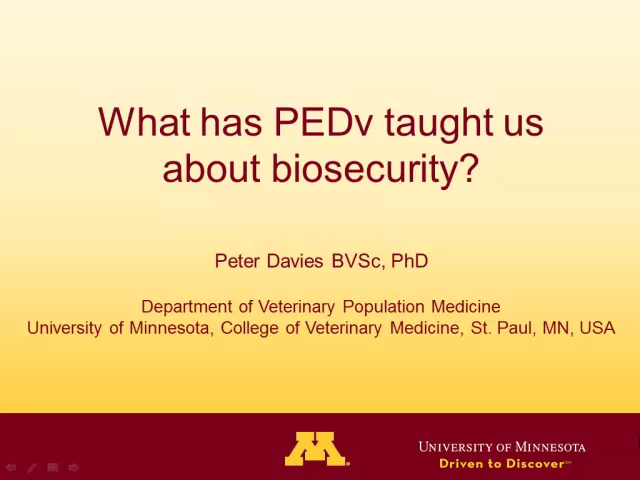 What has PEDv taught us
about biosecurity?
Peter Davies BVSc, PhD
Department of Veterinary Population Medicine
University of Minnesota, College of Veterinary Medicine, St. Paul, MN, USA
M
UNIVERSITY OF MINNESOTA
Driven to Discover℠